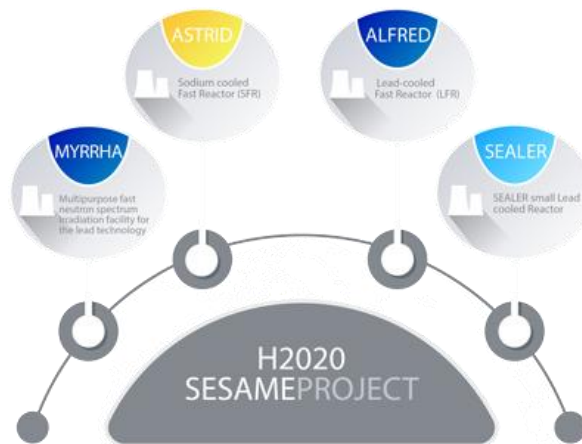 ASTRID
Sodium cooled
Fast Reactor (SFR)
ALFRED
Lead-cooled
Fast Reactor (LFR)
MYRRHA
Multipurpose fast
neutron spectrum
irradiation facility for
the lead technology
SEALER
SEALER small Lead
cooled Reactor
H2020
SESAMEPROJECT